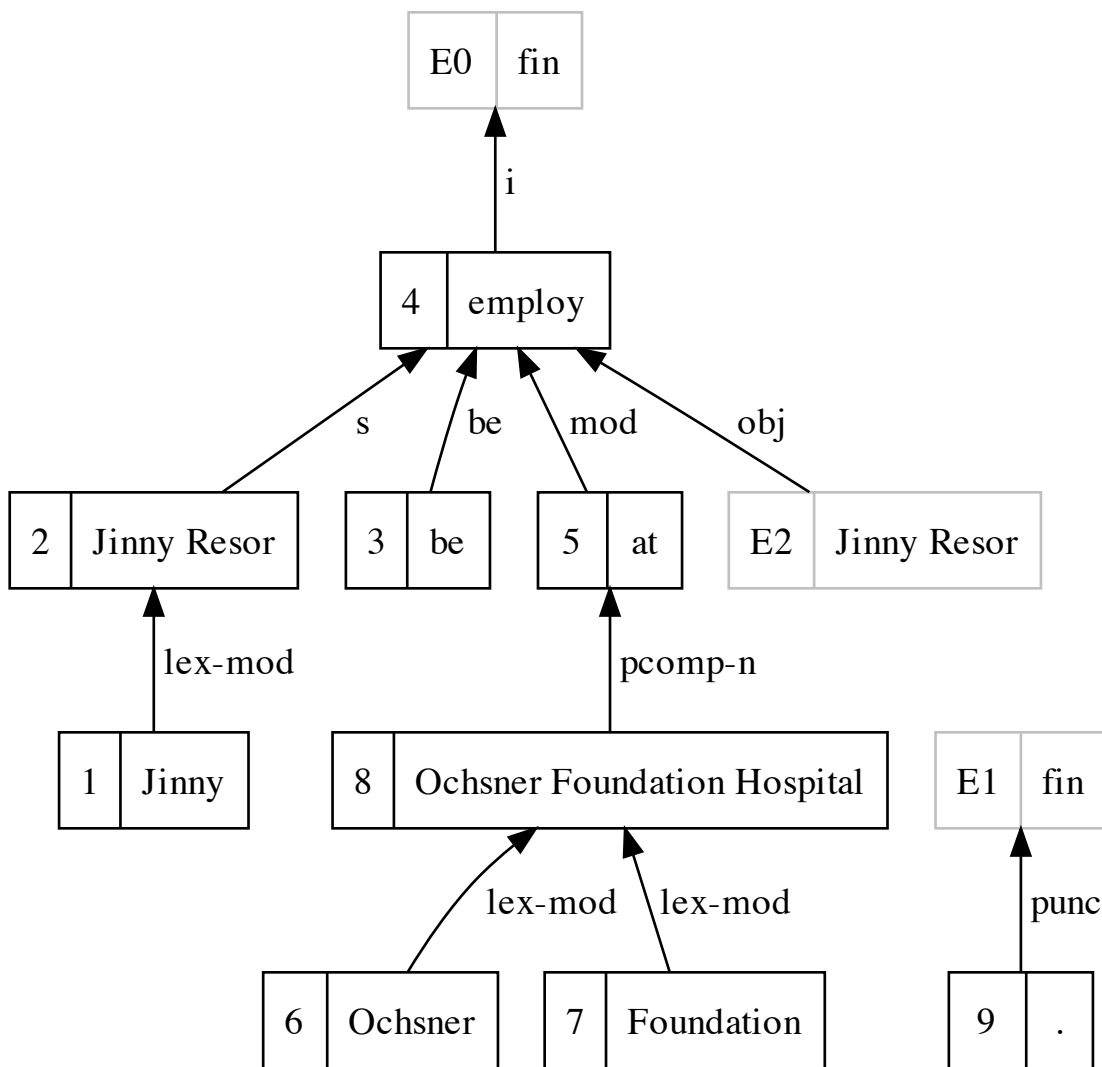 E0 fin
i
4 employ
s be mod obj
2 Jinny Resor 3 be 5 at E2 Jinny Resor
lex-mod pcomp-n
1 Jinny 8 Ochsner Foundation Hospital E1 fin
lex-mod lex-mod punc
6 Ochsner 7 Foundation 9 .